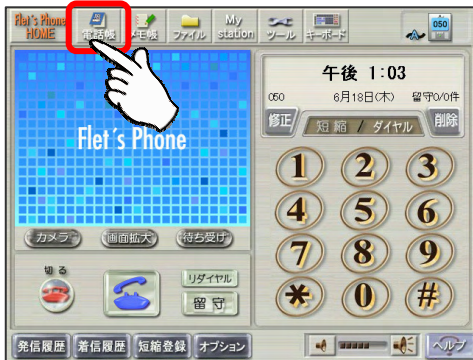 Flet's Phone HOME
電話帳
メモ帳
ファイル
My station
ツール
キーボード
050
午後 1:03
050 6月18日(木) 留守0/0件
修正 短縮 / ダイヤル 削除
Flet's Phone
1 2 3
4 5 6
7 8 9
* 0 #
カメラ 画面拡大 待ち受け
切る
リダイヤル
留守
発信履歴 着信履歴 短縮登録 オプション
ヘルプ